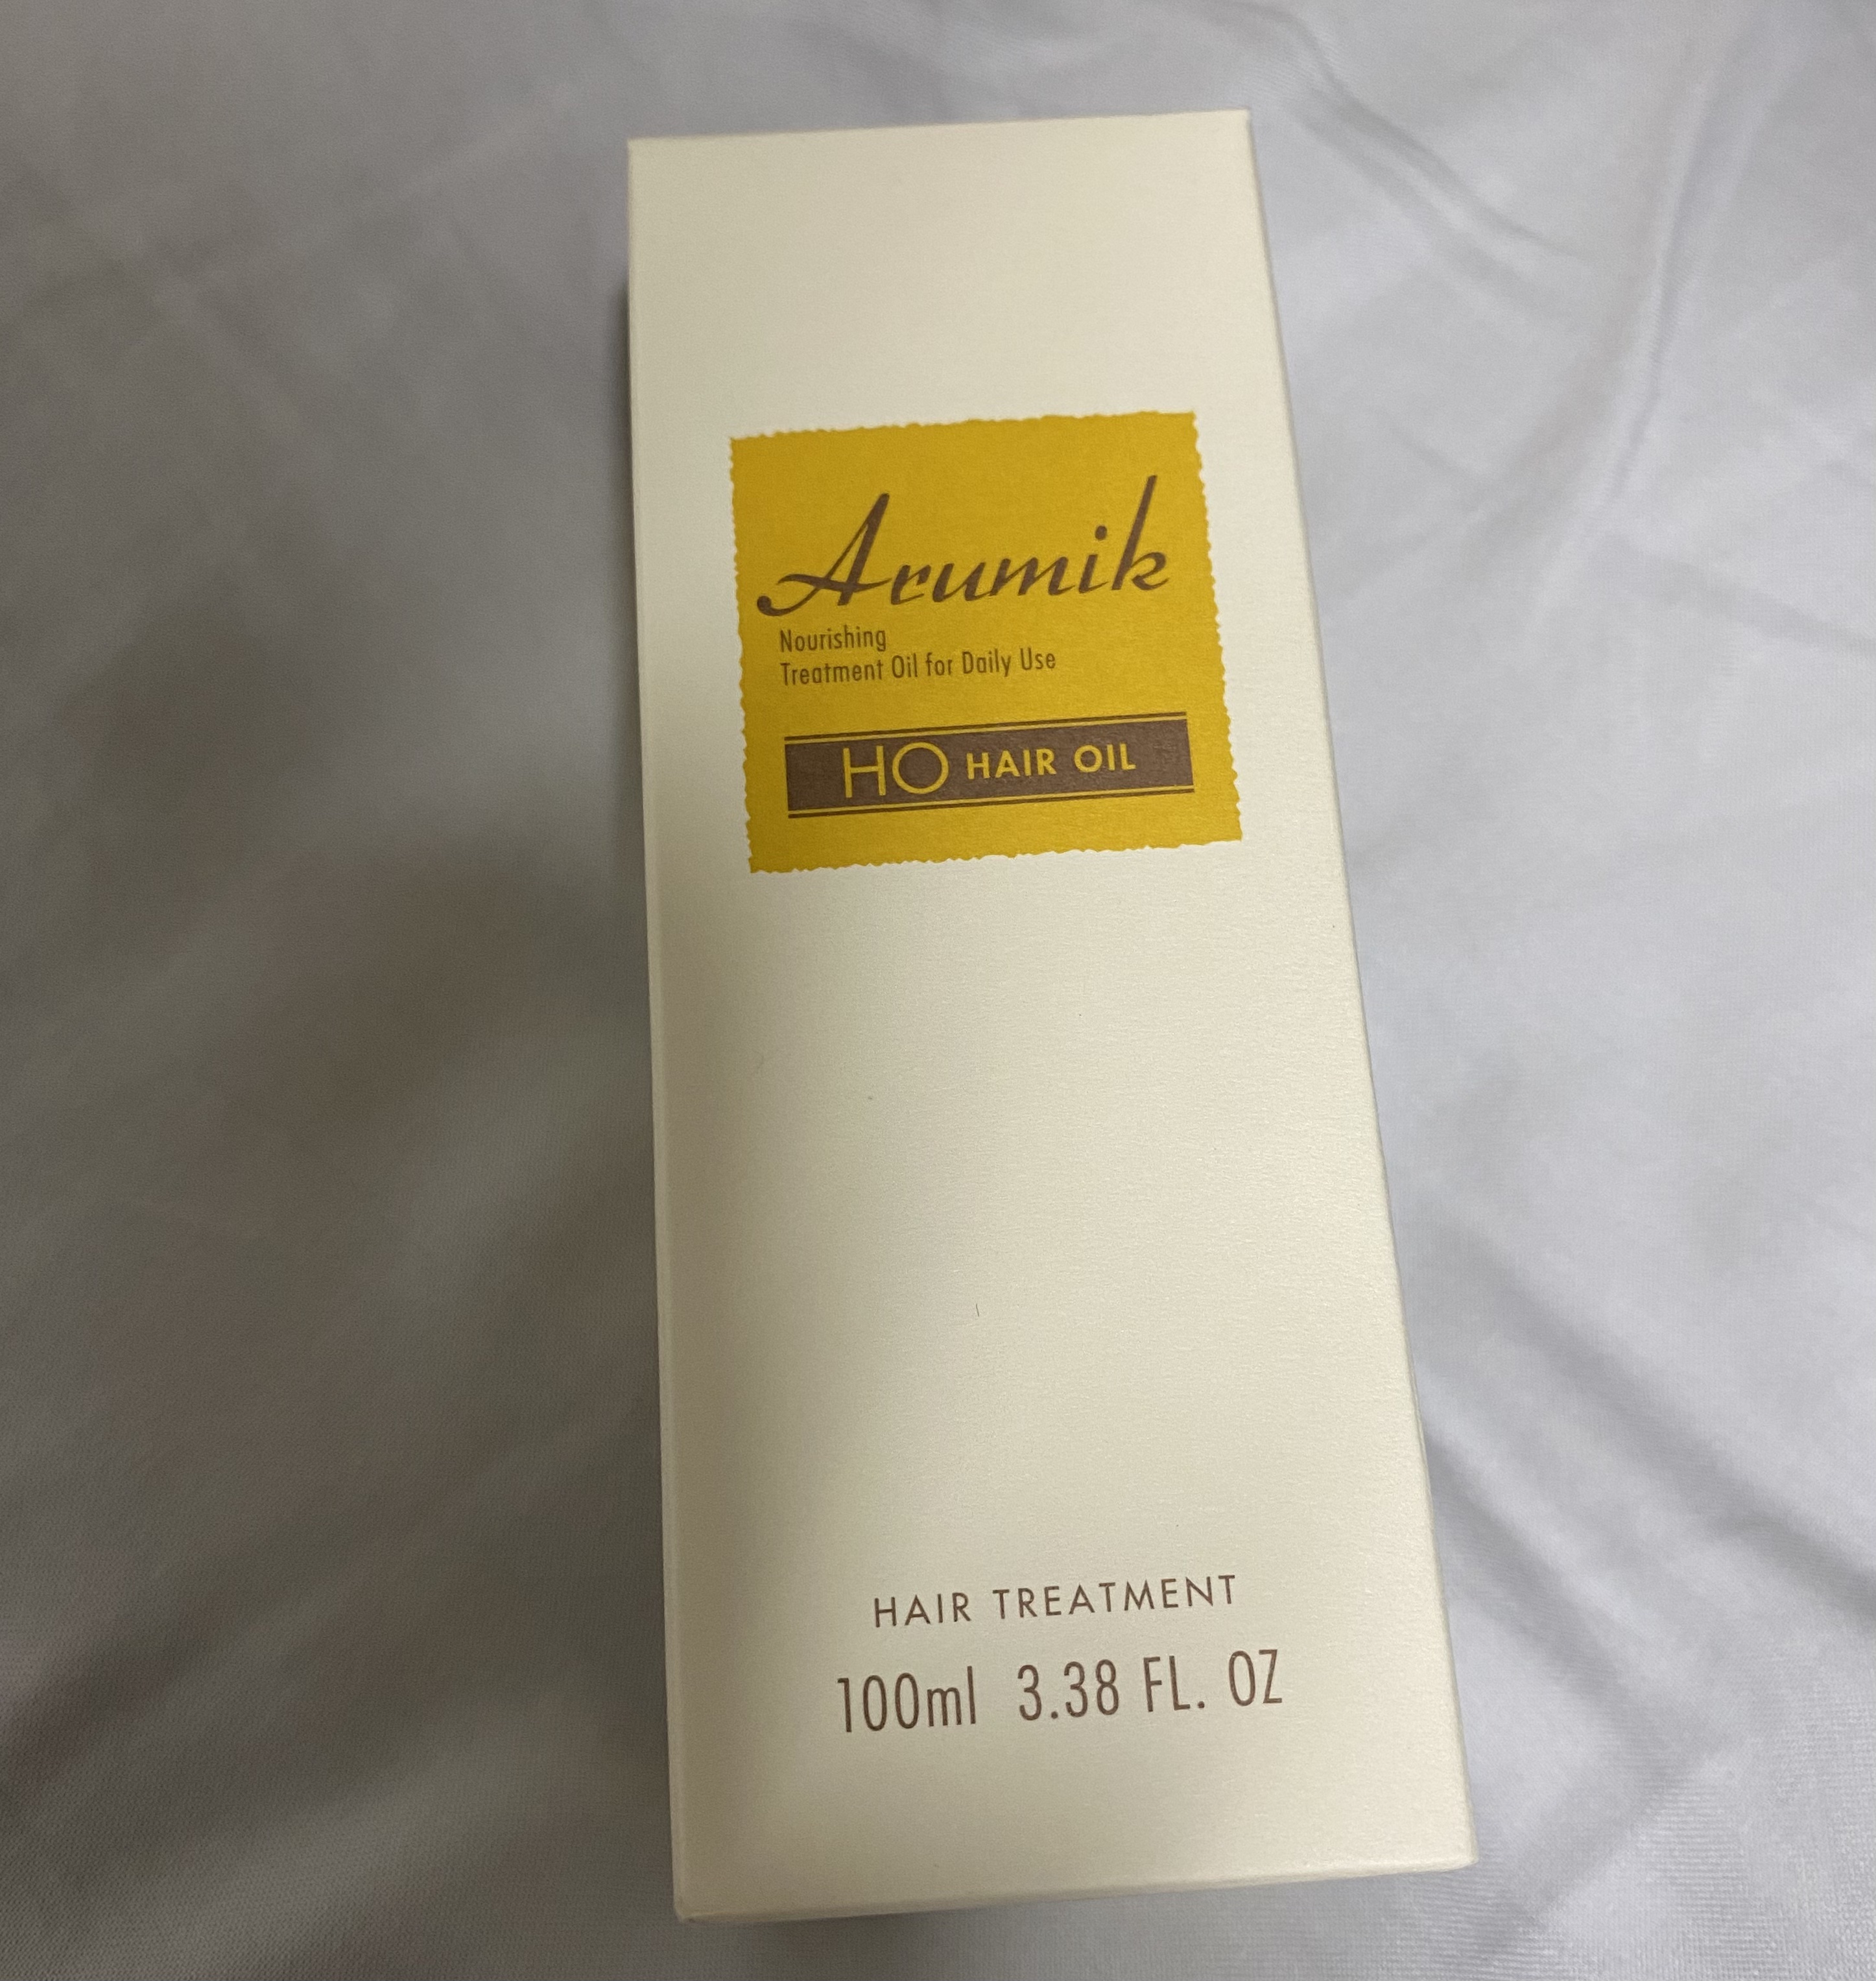 Arumik
Nourishing
Treatment Oil for Daily Use
HO HAIR OIL
HAIR TREATMENT
100ml 3.38 FL. OZ